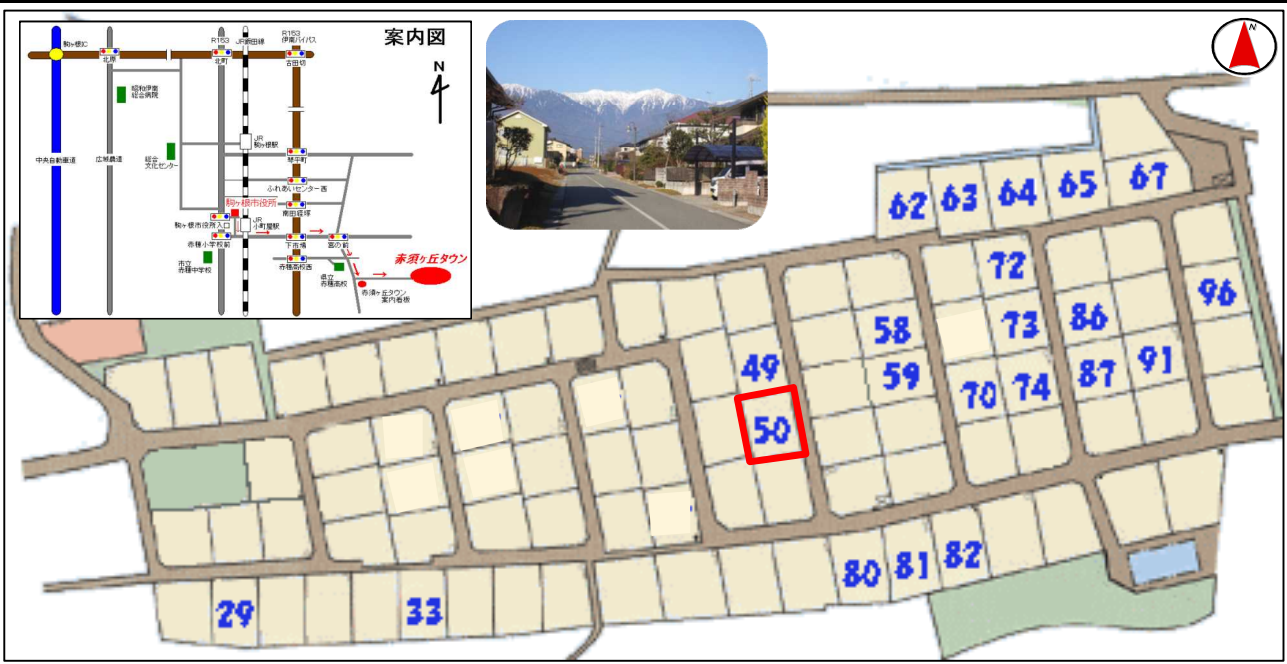 案内図
N
駒ヶ根IC
R153
JR飯田線
R153
伊南バイパス
北原
北町
古田切
昭和伊南
総合病院
中央自動車道
広域農道
総合
文化センター
JR
駒ヶ根駅
琴平町
ふれあいセンター西
駒ヶ根市役所
南田経塚
駒ヶ根市役所入口
JR
小町屋駅
赤穂小学校前
下市場
宮の前
市立
赤穂中学校
赤穂高校西
県立
赤穂高校
赤須ヶ丘タウン
赤須ヶ丘タウン
案内看板
62
63
64
65
67
72
96
58
73
86
49
59
70
74
87
91
50
80
81
82
29
33